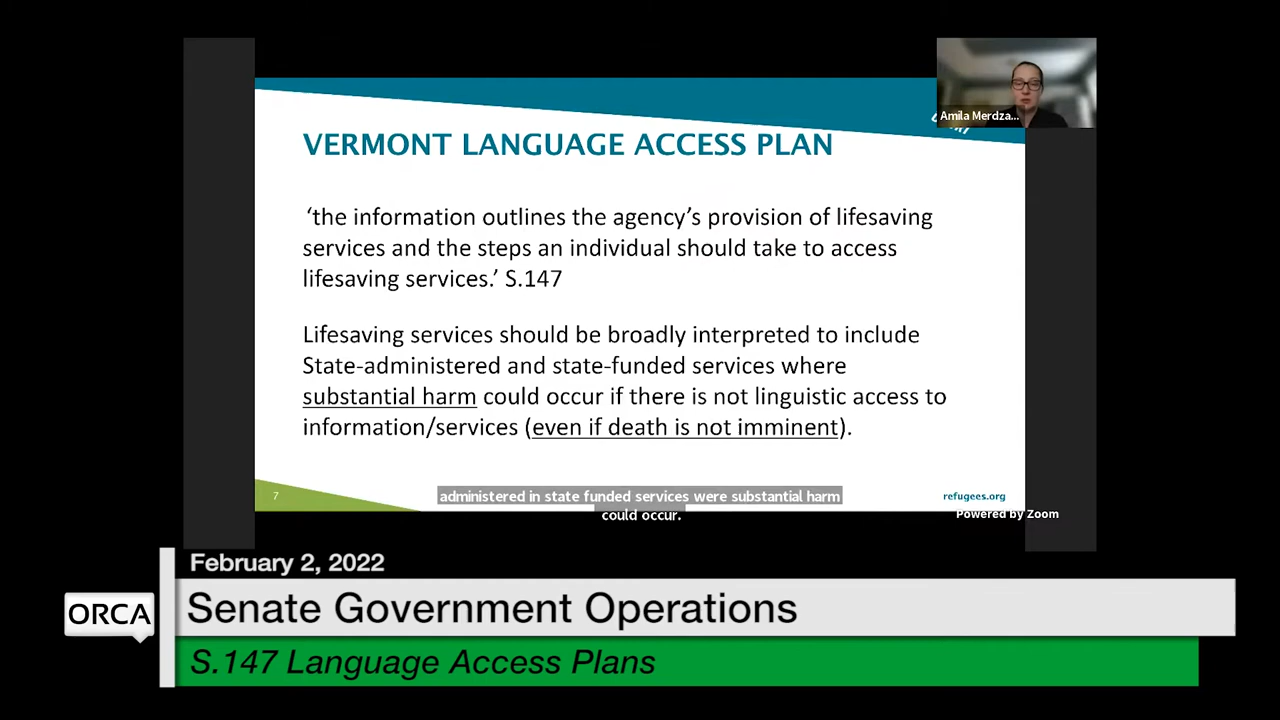 Amila Merdza...
VERMONT LANGUAGE ACCESS PLAN
‘the information outlines the agency’s provision of lifesaving
services and the steps an individual should take to access
lifesaving services.’ S.147
Lifesaving services should be broadly interpreted to include
State-administered and state-funded services where
substantial harm could occur if there is not linguistic access to
information/services (even if death is not imminent).
7
administered in state funded services were substantial harm
could occur.
refugees.org
Powered by Zoom
February 2, 2022
ORCA
Senate Government Operations
S.147 Language Access Plans